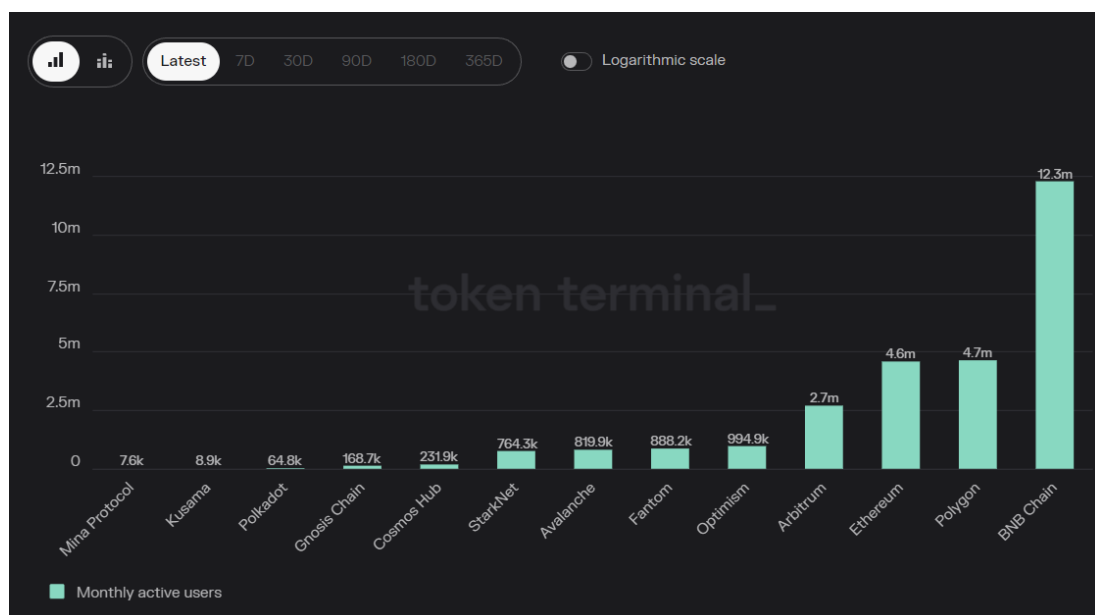 Latest 7D 30D 90D 180D 365D Logarithmic scale
12.5m
10m
7.5m
5m
2.5m
0
token terminal_
7.6k 8.9k 64.8k 168.7k 231.9k 764.3k 819.9k 888.2k 994.9k 2.7m 4.6m 4.7m 12.3m
Mina Protocol Kusama Polkadot Gnosis Chain Cosmos Hub StarkNet Avalanche Fantom Optimism Arbitrum Ethereum Polygon BNB Chain
Monthly active users